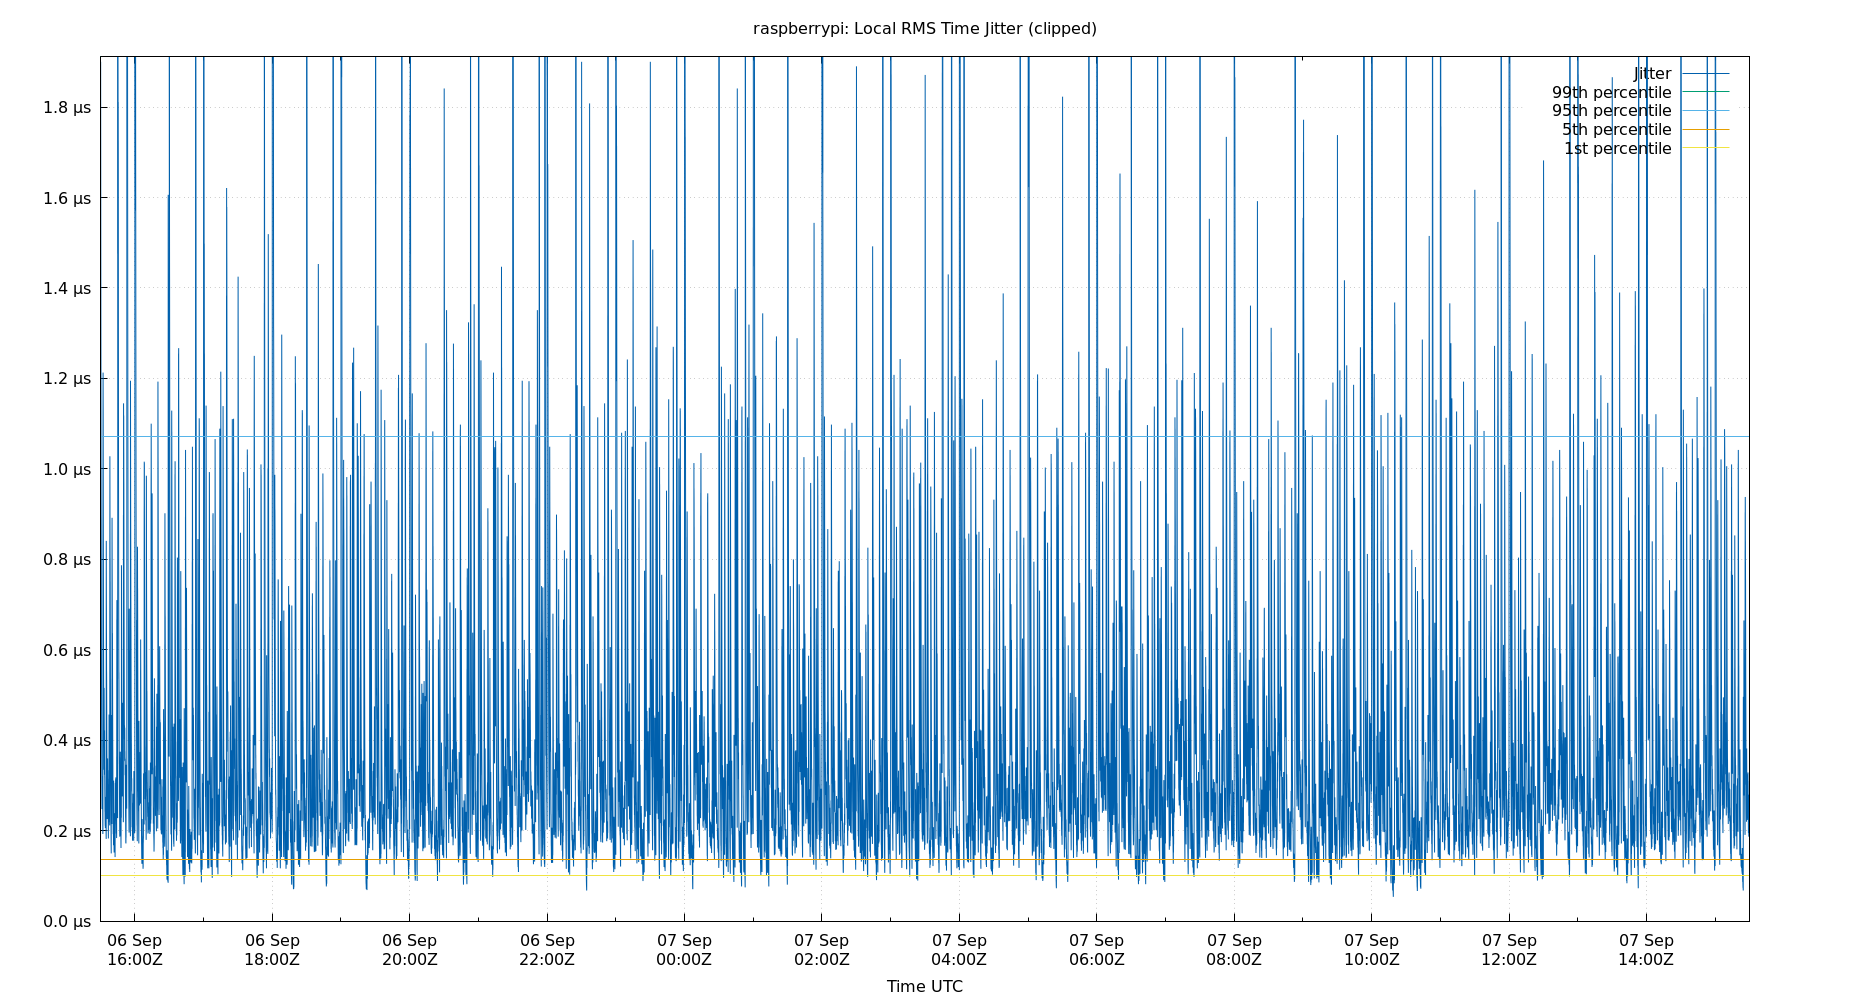 raspberrypi: Local RMS Time Jitter (clipped)
Jitter
99th percentile
95th percentile
5th percentile
1st percentile
1.8 µs
1.6 µs
1.4 µs
1.2 µs
1.0 µs
0.8 µs
0.6 µs
0.4 µs
0.2 µs
0.0 µs
06 Sep 06 Sep 06 Sep 06 Sep 07 Sep 07 Sep 07 Sep 07 Sep 07 Sep 07 Sep 07 Sep 07 Sep
16:00Z 18:00Z 20:00Z 22:00Z 00:00Z 02:00Z 04:00Z 06:00Z 08:00Z 10:00Z 12:00Z 14:00Z
Time UTC